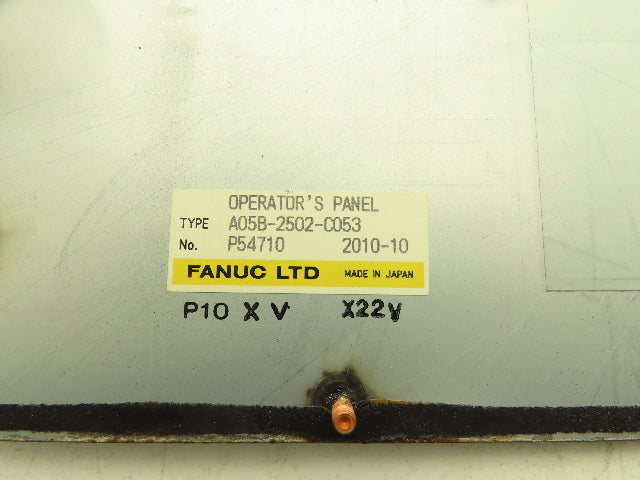 OPERATOR'S PANEL
TYPE A05B-2502-C053
No. P54710 2010-10
FANUC LTD MADE IN JAPAN
P10 X V X22V